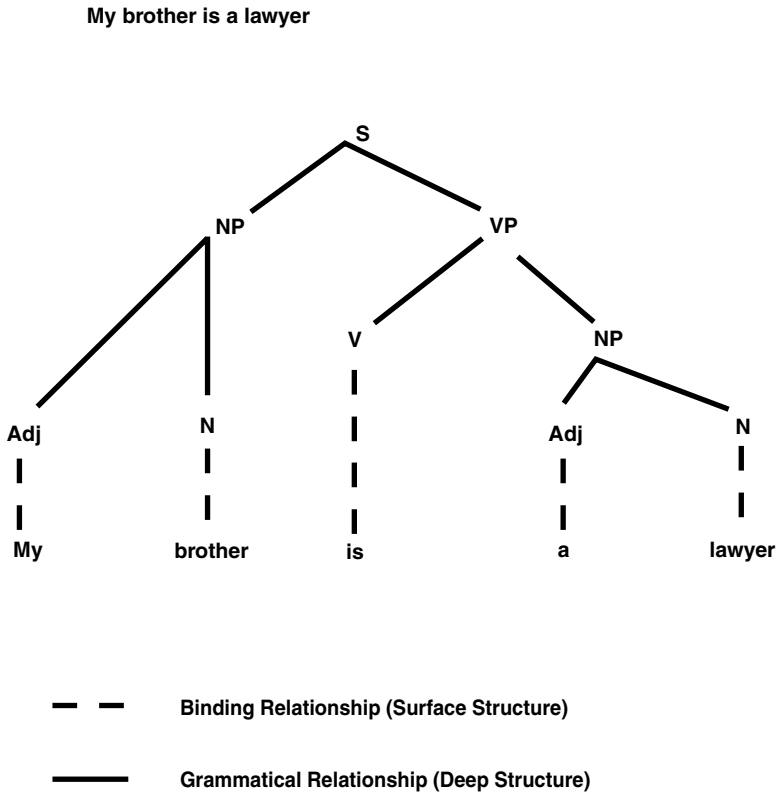 My brother is a lawyer
S
NP VP
V NP
Adj N Adj N
My brother is a lawyer
Binding Relationship (Surface Structure)
Grammatical Relationship (Deep Structure)